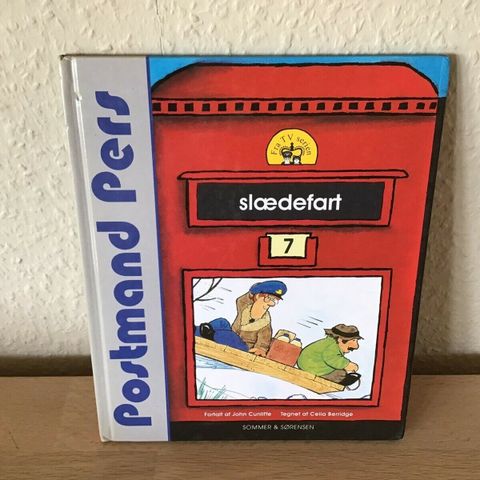 Postmand Pers
Fra TV serien
slædefart
7
Fortalt af John Cunliffe Tegnet af Celia Berridge
SOMMER & SØRENSEN